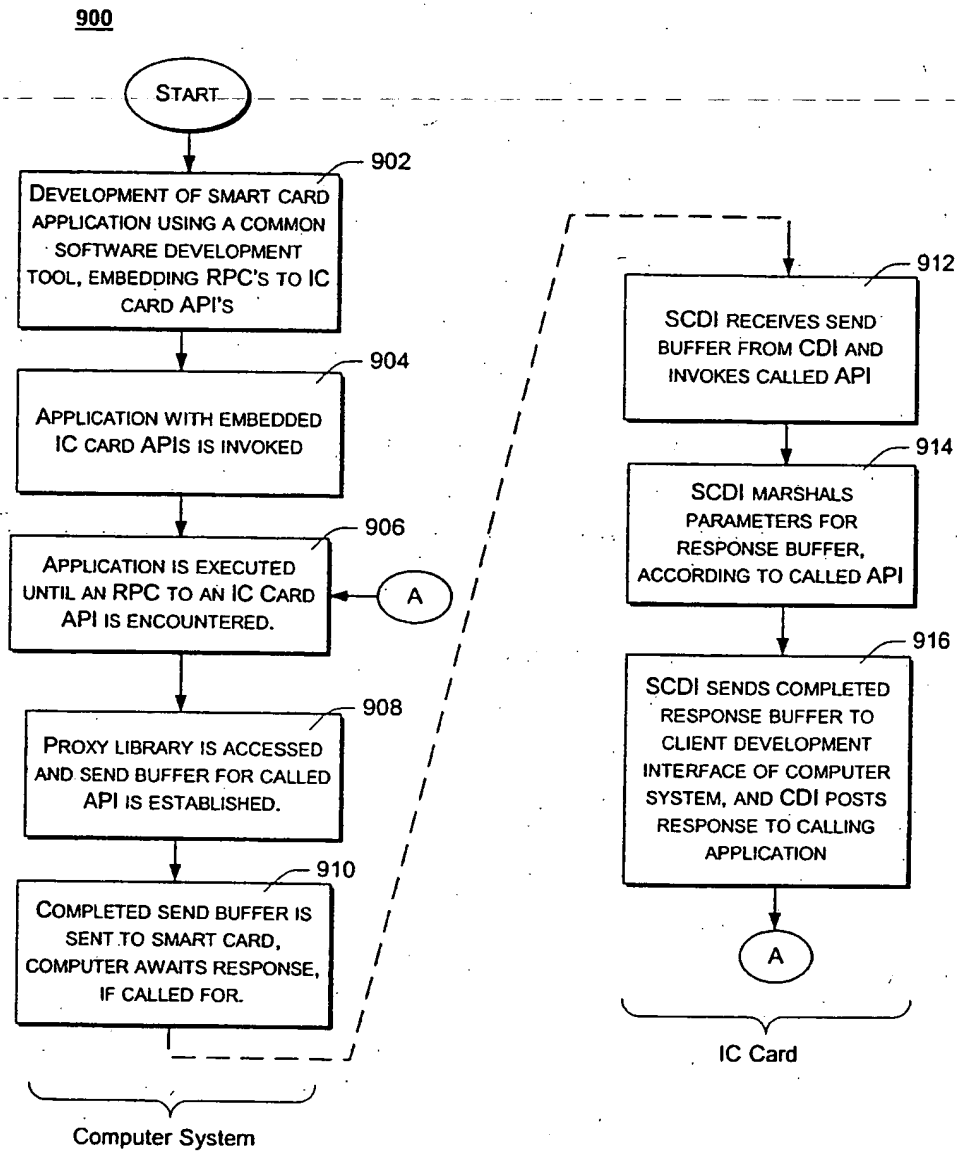 900
START
902
DEVELOPMENT OF SMART CARD
APPLICATION USING A COMMON
SOFTWARE DEVELOPMENT
TOOL, EMBEDDING RPC'S TO IC
CARD API'S
904
APPLICATION WITH EMBEDDED
IC CARD APIS IS INVOKED
906
APPLICATION IS EXECUTED
UNTIL AN RPC TO AN IC CARD
API IS ENCOUNTERED.
A
908
PROXY LIBRARY IS ACCESSED
AND SEND BUFFER FOR CALLED
API IS ESTABLISHED.
910
COMPLETED SEND BUFFER IS
SENT TO SMART CARD,
COMPUTER AWAITS RESPONSE,
IF CALLED FOR.
Computer System
912
SCDI RECEIVES SEND
BUFFER FROM CDI AND
INVOKES CALLED API
914
SCDI MARSHALS
PARAMETERS FOR
RESPONSE BUFFER,
ACCORDING TO CALLED API
916
SCDI SENDS COMPLETED
RESPONSE BUFFER TO
CLIENT DEVELOPMENT
INTERFACE OF COMPUTER
SYSTEM, AND CDI POSTS
RESPONSE TO CALLING
APPLICATION
A
IC Card